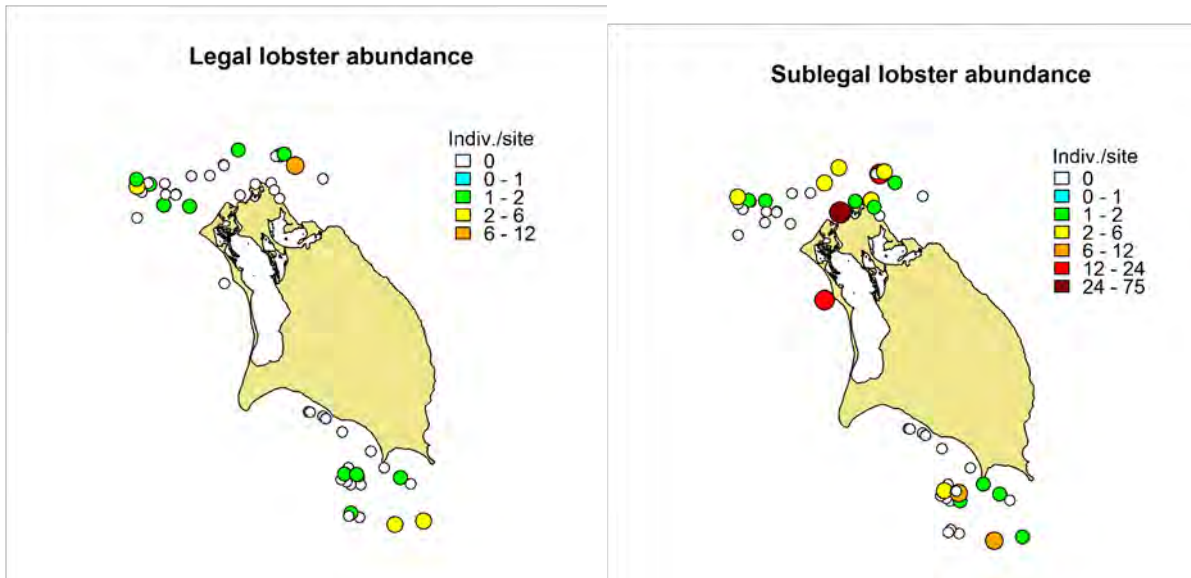 Legal lobster abundance
Indiv./site
0
0 - 1
1 - 2
2 - 6
6 - 12
Sublegal lobster abundance
Indiv./site
0
0 - 1
1 - 2
2 - 6
6 - 12
12 - 24
24 - 75